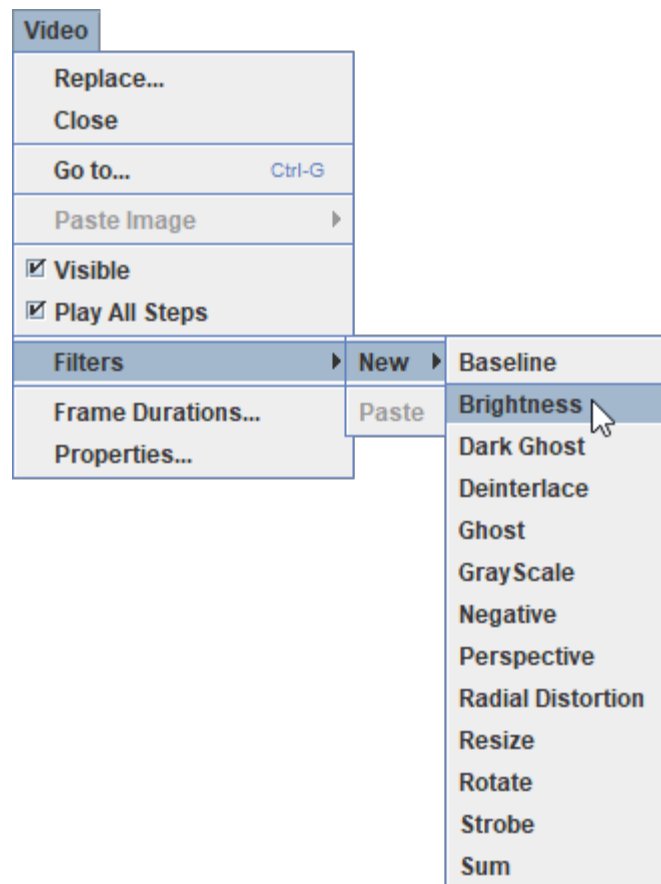 Video
Replace...
Close
Go to... Ctrl-G
Paste Image
Visible
Play All Steps
Filters
Frame Durations...
Properties...
New
Paste
Baseline
Brightness
Dark Ghost
Deinterlace
Ghost
GrayScale
Negative
Perspective
Radial Distortion
Resize
Rotate
Strobe
Sum